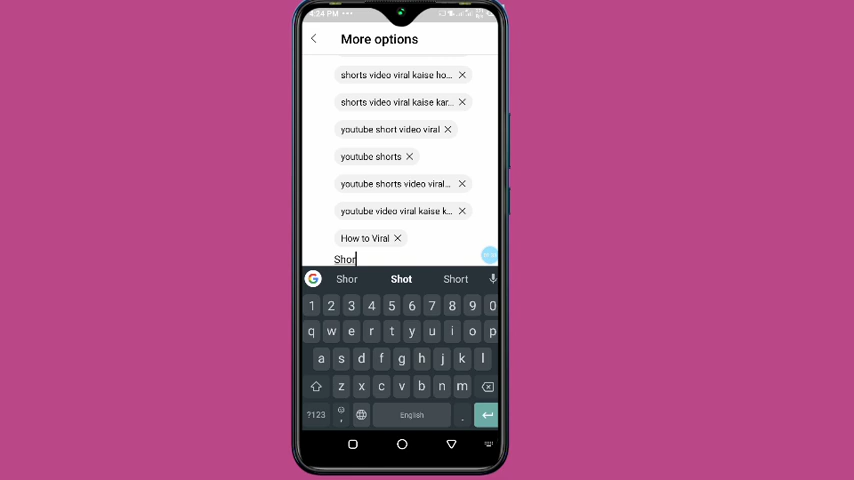 4:24 PM
More options
shorts video viral kaise ho...
shorts video viral kaise kar...
youtube short video viral
youtube shorts
youtube shorts video viral...
youtube video viral kaise k...
How to Viral
Shor
Shor Shot Short
1 2 3 4 5 6 7 8 9 0
q w e r t y u i o p
a s d f g h j k l
z x c v b n m
?123 , English .